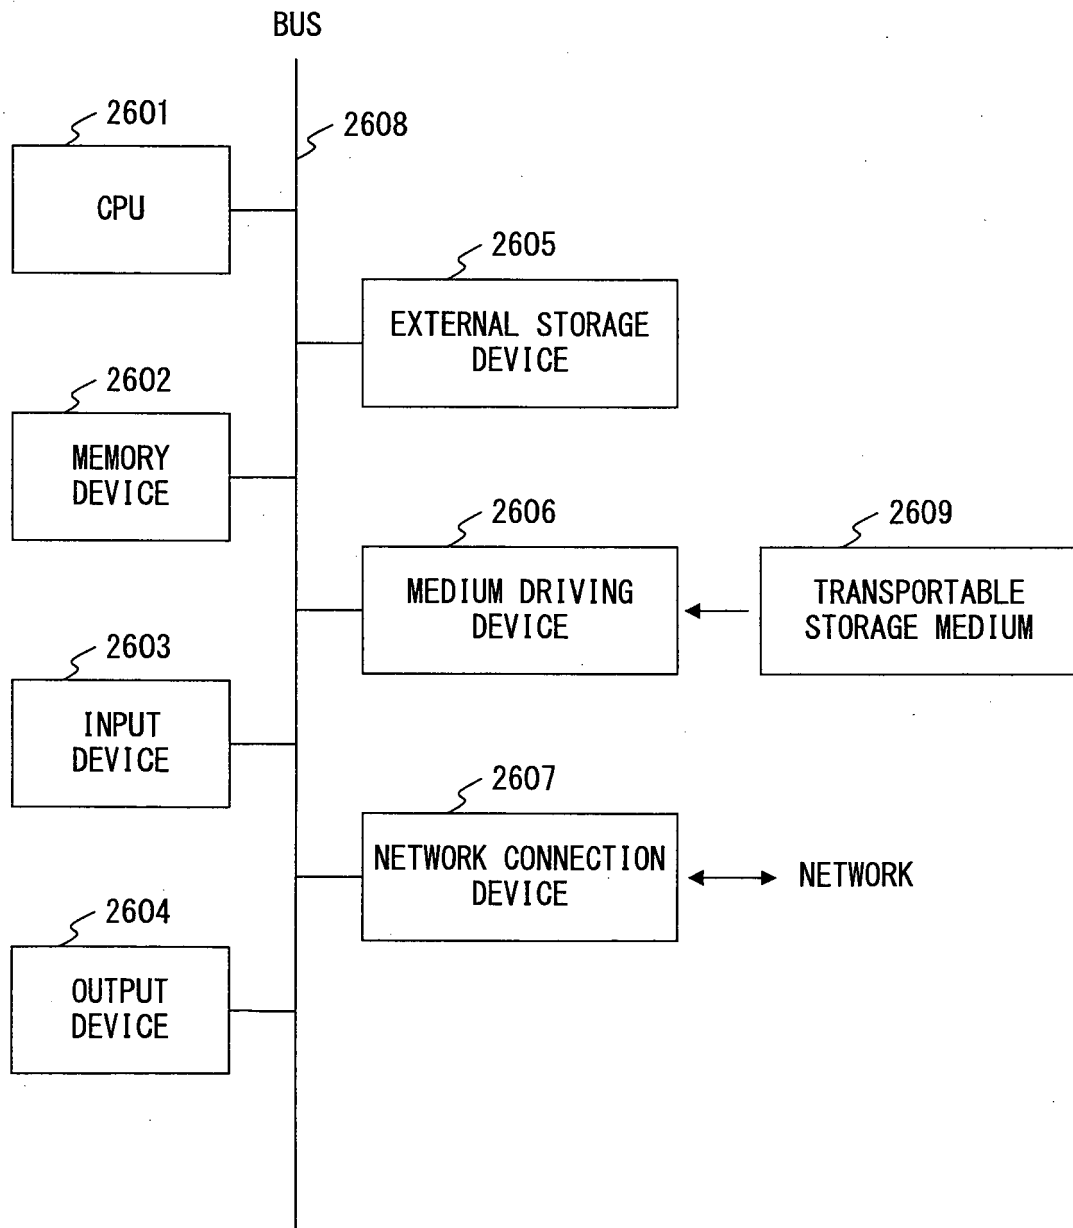 BUS
2601
2608
CPU
2605
EXTERNAL STORAGE
DEVICE
2602
MEMORY
DEVICE
2606
2609
MEDIUM DRIVING
DEVICE
TRANSPORTABLE
STORAGE MEDIUM
2603
INPUT
DEVICE
2607
NETWORK CONNECTION
DEVICE
NETWORK
2604
OUTPUT
DEVICE